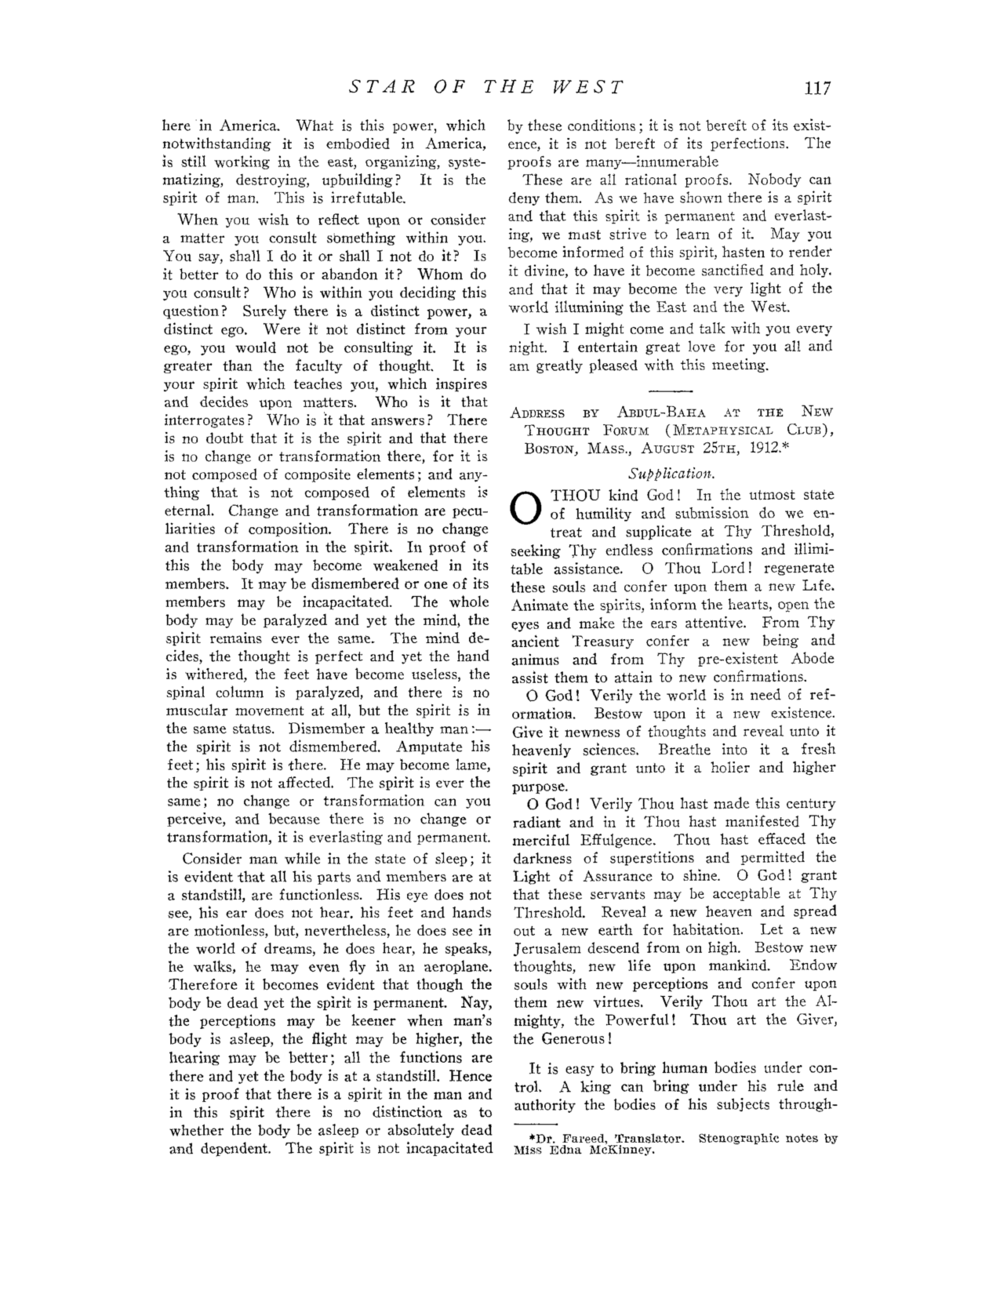 STAR OF THE WEST 117
here in America. What is this power, which
notwithstanding it is embodied in America,
is still working in the east, organizing, syste-
matizing, destroying, upbuilding? It is the
spirit of man. This is irrefutable.
When you wish to reflect upon or consider
a matter you consult something within you.
You say, shall I do it or shall I not do it? Is
it better to do this or abandon it? Whom do
you consult? Who is within you deciding this
question? Surely there is a distinct power, a
distinct ego. Were it not distinct from your
ego, you would not be consulting it. It is
greater than the faculty of thought. It is
your spirit which teaches you, which inspires
and decides upon matters. Who is it that
interrogates? Who is it that answers? There
is no doubt that it is the spirit and that there
is no change or transformation there, for it is
not composed of composite elements; and any-
thing that is not composed of elements is
eternal. Change and transformation are pecu-
liarities of composition. There is no change
and transformation in the spirit. In proof of
this the body may become weakened in its
members. It may be dismembered or one of its
members may be incapacitated. The whole
body may be paralyzed and yet the mind, the
spirit remains ever the same. The mind de-
cides, the thought is perfect and yet the hand
is withered, the feet have become useless, the
spinal column is paralyzed, and there is no
muscular movement at all, but the spirit is in
the same status. Dismember a healthy man:—
the spirit is not dismembered. Amputate his
feet; his spirit is there. He may become lame,
the spirit is not affected. The spirit is ever the
same; no change or transformation can you
perceive, and because there is no change or
transformation, it is everlasting and permanent.
Consider man while in the state of sleep; it
is evident that all his parts and members are at
a standstill, are functionless. His eye does not
see, his ear does not hear. his feet and hands
are motionless, but, nevertheless, he does see in
the world of dreams, he does hear, he speaks,
he walks, he may even fly in an aeroplane.
Therefore it becomes evident that though the
body be dead yet the spirit is permanent. Nay,
the perceptions may be keener when man's
body is asleep, the flight may be higher, the
hearing may be better; all the functions are
there and yet the body is at a standstill. Hence
it is proof that there is a spirit in the man and
in this spirit there is no distinction as to
whether the body be asleep or absolutely dead
and dependent. The spirit is not incapacitated
by these conditions; it is not bereft of its exist-
ence, it is not bereft of its perfections. The
proofs are many—innumerable
These are all rational proofs. Nobody can
deny them. As we have shown there is a spirit
and that this spirit is permanent and everlast-
ing, we must strive to learn of it. May you
become informed of this spirit, hasten to render
it divine, to have it become sanctified and holy.
and that it may become the very light of the
world illumining the East and the West.
I wish I might come and talk with you every
night. I entertain great love for you all and
am greatly pleased with this meeting.
ADDRESS BY ABDUL-BAHA AT THE NEW
THOUGHT FORUM (METAPHYSICAL CLUB),
BOSTON, MASS., AUGUST 25TH, 1912.*
Supplication.
O THOU kind God! In the utmost state
of humility and submission do we en-
treat and supplicate at Thy Threshold,
seeking Thy endless confirmations and illimi-
table assistance. O Thou Lord! regenerate
these souls and confer upon them a new Life.
Animate the spirits, inform the hearts, open the
eyes and make the ears attentive. From Thy
ancient Treasury confer a new being and
animus and from Thy pre-existent Abode
assist them to attain to new confirmations.
O God! Verily the world is in need of ref-
ormation. Bestow upon it a new existence.
Give it newness of thoughts and reveal unto it
heavenly sciences. Breathe into it a fresh
spirit and grant unto it a holier and higher
purpose.
O God! Verily Thou hast made this century
radiant and in it Thou hast manifested Thy
merciful Effulgence. Thou hast effaced the
darkness of superstitions and permitted the
Light of Assurance to shine. O God! grant
that these servants may be acceptable at Thy
Threshold. Reveal a new heaven and spread
out a new earth for habitation. Let a new
Jerusalem descend from on high. Bestow new
thoughts, new life upon mankind. Endow
souls with new perceptions and confer upon
them new virtues. Verily Thou art the Al-
mighty, the Powerful! Thou art the Giver,
the Generous!
It is easy to bring human bodies under con-
trol. A king can bring under his rule and
authority the bodies of his subjects through-
*Dr. Fareed, Translator. Stenographic notes by
Miss Edna McKinney.